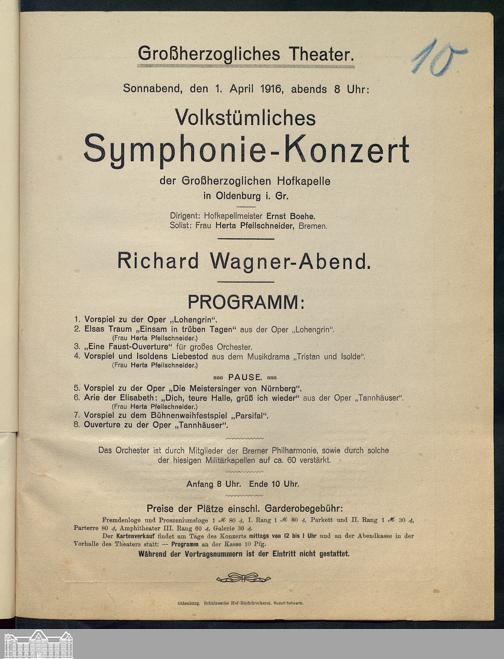 10
Großherzogliches Theater.
Sonnabend, den 1. April 1916, abends 8 Uhr:
Volkstümliches
Symphonie-Konzert
der Großherzoglichen Hofkapelle
in Oldenburg i. Gr.
Dirigent: Hofkapellmeister Ernst Boehe.
Solist: Frau Herta Pfeilschneider, Bremen.
Richard Wagner-Abend.
PROGRAMM:
1. Vorspiel zu der Oper „Lohengrin“.
2. Elsas Traum „Einsam in trüben Tagen“ aus der Oper „Lohengrin“.
(Frau Herta Pfeilschneider.)
3. „Eine Faust-Ouverture“ für großes Orchester.
4. Vorspiel und Isoldens Liebestod aus dem Musikdrama „Tristan und Isolde“.
(Frau Herta Pfeilschneider.)
PAUSE.
5. Vorspiel zu der Oper „Die Meistersinger von Nürnberg“.
6. Arie der Elisabeth: „Dich, teure Halle, grüß ich wieder“ aus der Oper „Tannhäuser“.
(Frau Herta Pfeilschneider.)
7. Vorspiel zu dem Bühnenweihfestspiel „Parsifal“.
8. Ouverture zu der Oper „Tannhäuser“.
Das Orchester ist durch Mitglieder der Bremer Philharmonie, sowie durch solche
der hiesigen Militärkapellen auf ca. 60 verstärkt.
Anfang 8 Uhr. Ende 10 Uhr.
Preise der Plätze einschl. Garderobegebühr:
Fremdenloge und Proszeniumsloge 1 ℳ 80 ₰, I. Rang 1 ℳ 80 ₰, Parkett und II. Rang 1 ℳ 30 ₰,
Parterre 80 ₰, Amphitheater III. Rang 60 ₰, Galerie 30 ₰.
Der Kartenverkauf findet am Tage des Konzerts mittags von 12 bis 1 Uhr und an der Abendkasse in der
Vorhalle des Theaters statt: — Programm an der Kasse 10 Pfg.
Während der Vortragsnummern ist der Eintritt nicht gestattet.
Oldenburg. Schulzesche Hof-Buchdruckerei. Rudolf Schwartz.